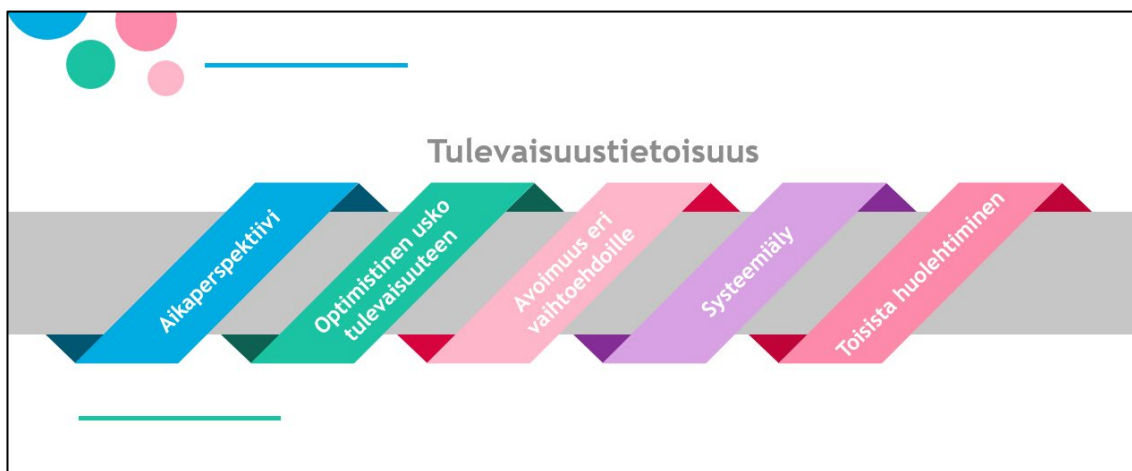 Tulevaisuustietoisuus
Aikaperspektiivi
Optimistinen usko
tulevaisuuteen
Avoimuus eri
vaihtoehdoille
Systeemiäly
Toisista huolehtiminen